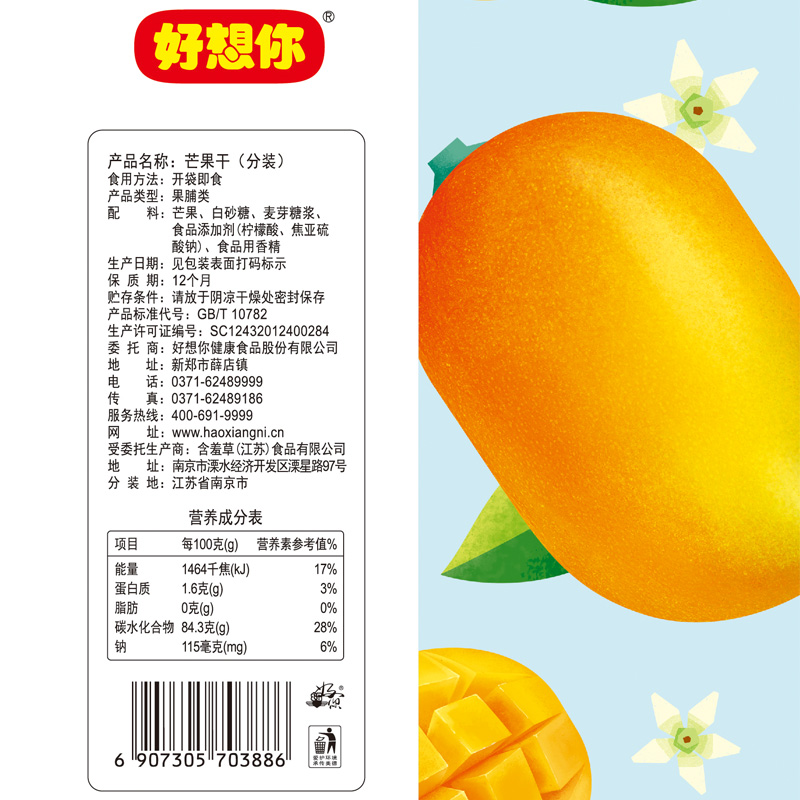 好想你®
产品名称：芒果干（分装）
食用方法：开袋即食
产品类型：果脯类
配　　料：芒果、白砂糖、麦芽糖浆、
食品添加剂(柠檬酸、焦亚硫
酸钠)、食品用香精
生产日期：见包装表面打码标示
保 质 期：12个月
贮存条件：请放于阴凉干燥处密封保存
产品标准代号：GB/T 10782
生产许可证编号：SC12432012400284
委 托 商：好想你健康食品股份有限公司
地　　址：新郑市薛店镇
电　　话：0371-62489999
传　　真：0371-62489186
服务热线：400-691-9999
网　　址：www.haoxiangni.cn
受委托生产商：含羞草(江苏)食品有限公司
地　　址：南京市溧水经济开发区溧星路97号
分 装 地：江苏省南京市
营养成分表
项目 每100克(g) 营养素参考值%
能量 1464千焦(kJ) 17%
蛋白质 1.6克(g) 3%
脂肪 0克(g) 0%
碳水化合物 84.3克(g) 28%
钠 115毫克(mg) 6%
6 907305 703886
爱护环境
承传美德